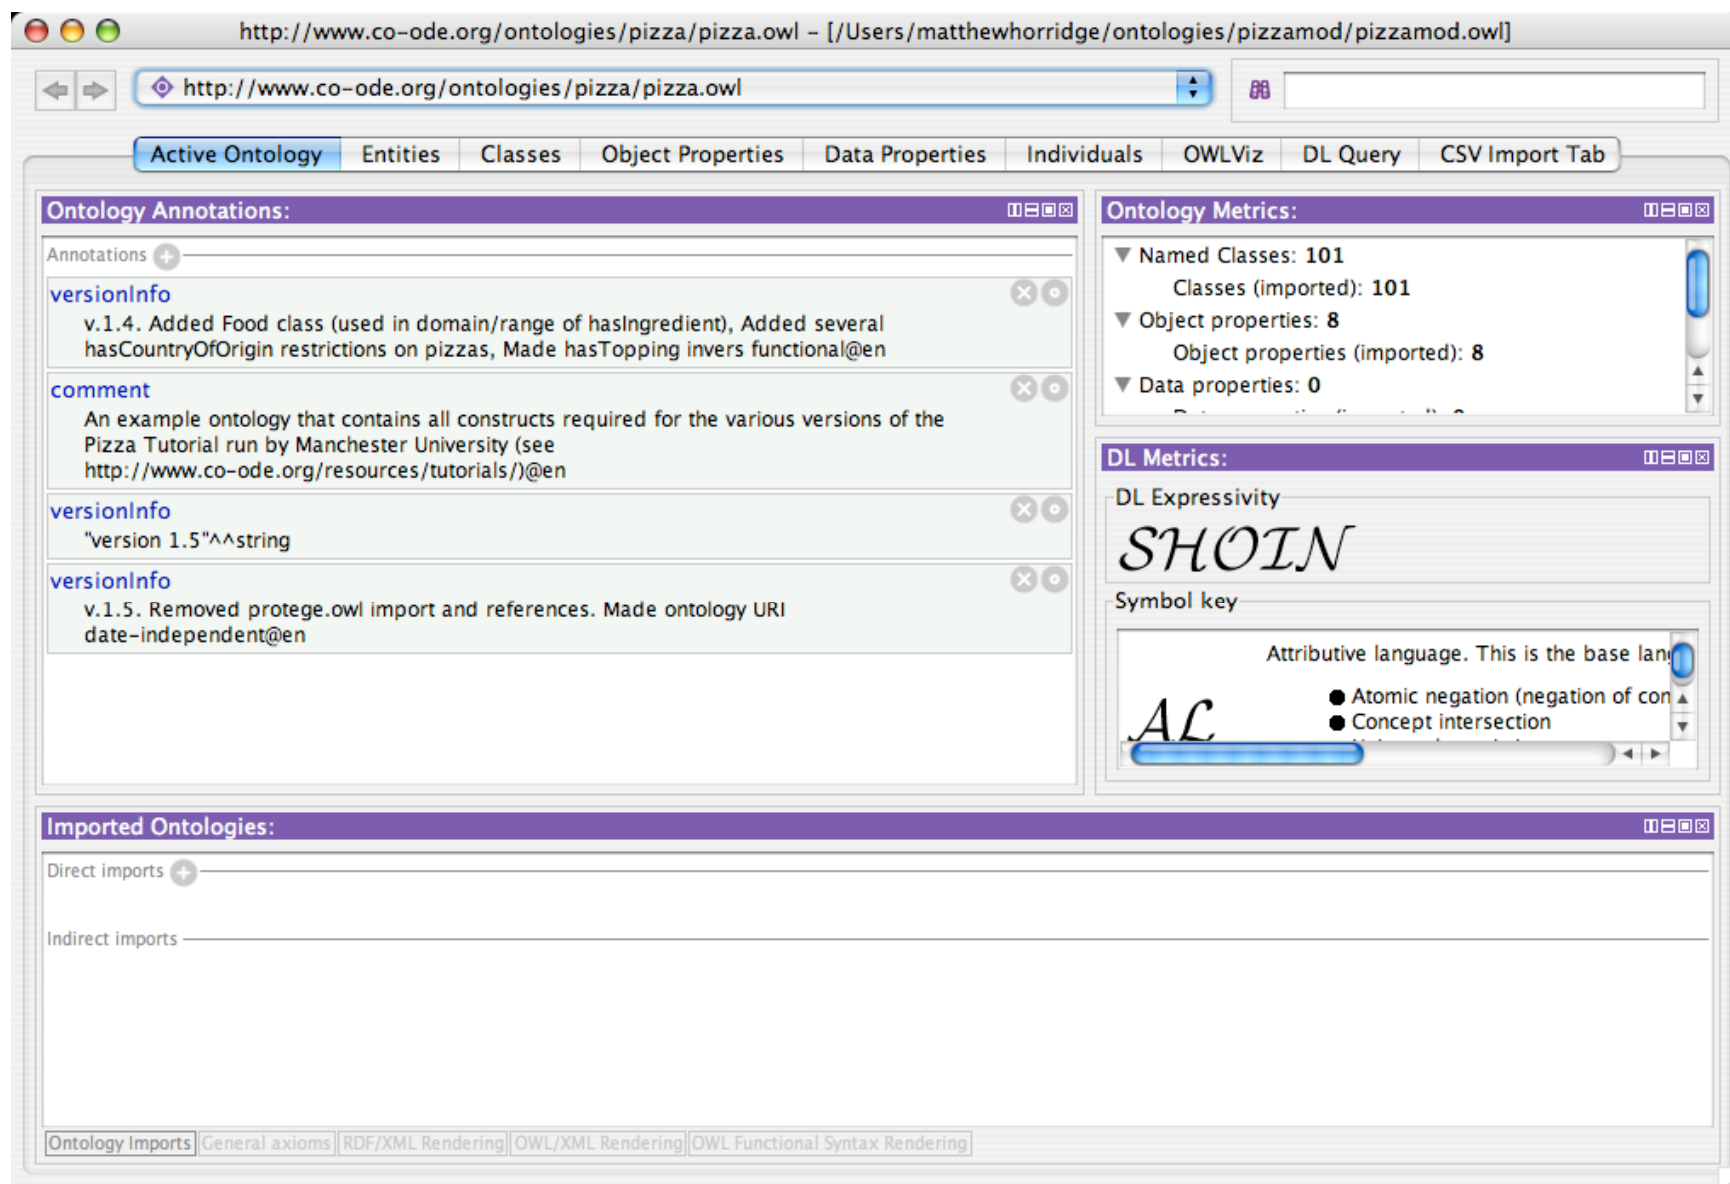 http://www.co-ode.org/ontologies/pizza/pizza.owl – [/Users/matthewhorridge/ontologies/pizzamod/pizzamod.owl]
http://www.co-ode.org/ontologies/pizza/pizza.owl
Active Ontology Entities Classes Object Properties Data Properties Individuals OWLViz DL Query CSV Import Tab
Ontology Annotations:
Annotations
versionInfo
v.1.4. Added Food class (used in domain/range of hasIngredient), Added several
hasCountryOfOrigin restrictions on pizzas, Made hasTopping invers functional@en
comment
An example ontology that contains all constructs required for the various versions of the
Pizza Tutorial run by Manchester University (see
http://www.co-ode.org/resources/tutorials/)@en
versionInfo
"version 1.5"^^string
versionInfo
v.1.5. Removed protege.owl import and references. Made ontology URI
date-independent@en
Ontology Metrics:
Named Classes: 101
Classes (imported): 101
Object properties: 8
Object properties (imported): 8
Data properties: 0
DL Metrics:
DL Expressivity
SHOIN
Symbol key
Attributive language. This is the base
AL
Atomic negation (negation of
Concept intersection
Imported Ontologies:
Direct imports
Indirect imports
Ontology Imports General axioms RDF/XML Rendering OWL/XML Rendering OWL Functional Syntax Rendering